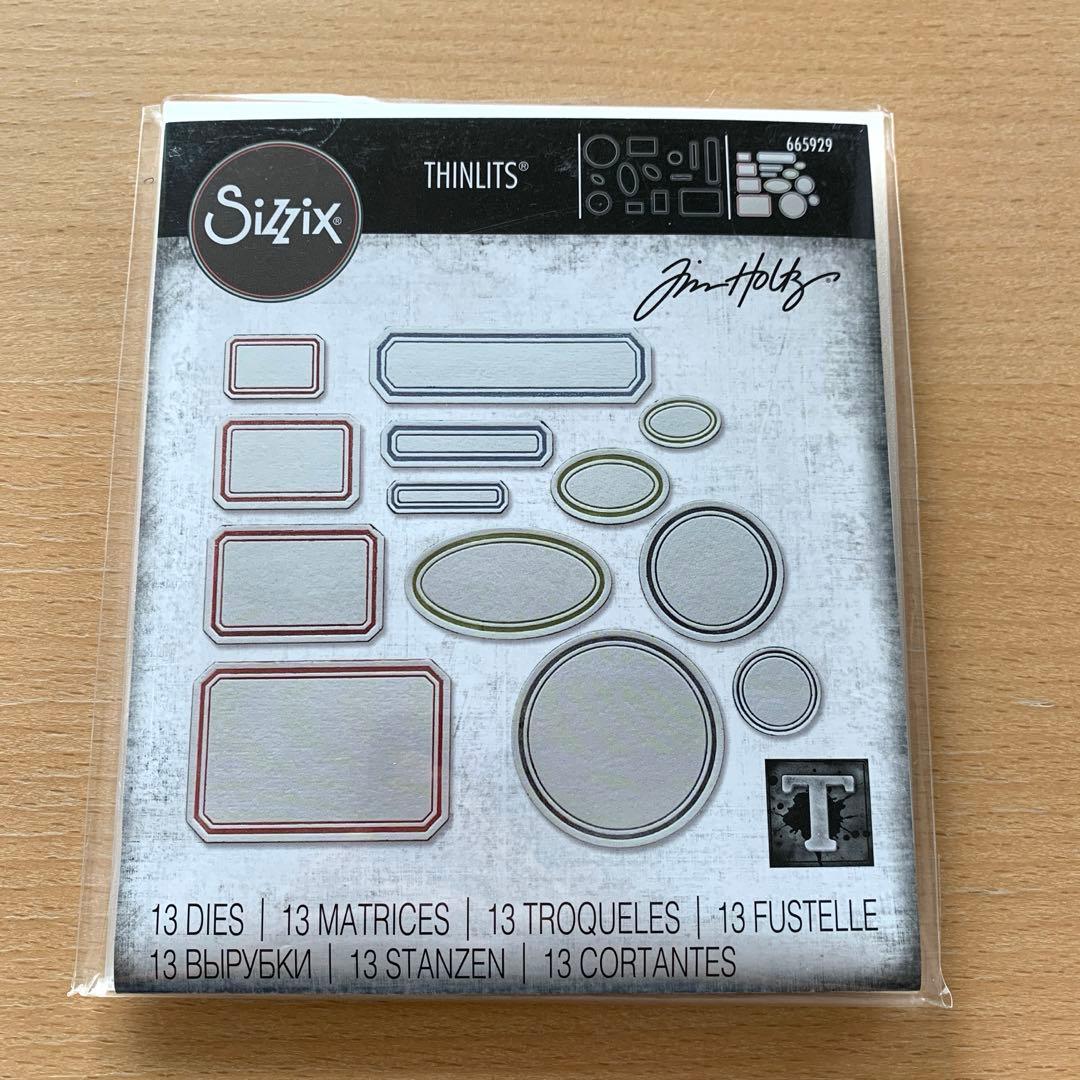 Sizzix®
THINLITS®
665929
Tim Holtz®
T
13 DIES | 13 MATRICES | 13 TROQUELES | 13 FUSTELLE
13 ВЫРУБКИ | 13 STANZEN | 13 CORTANTES